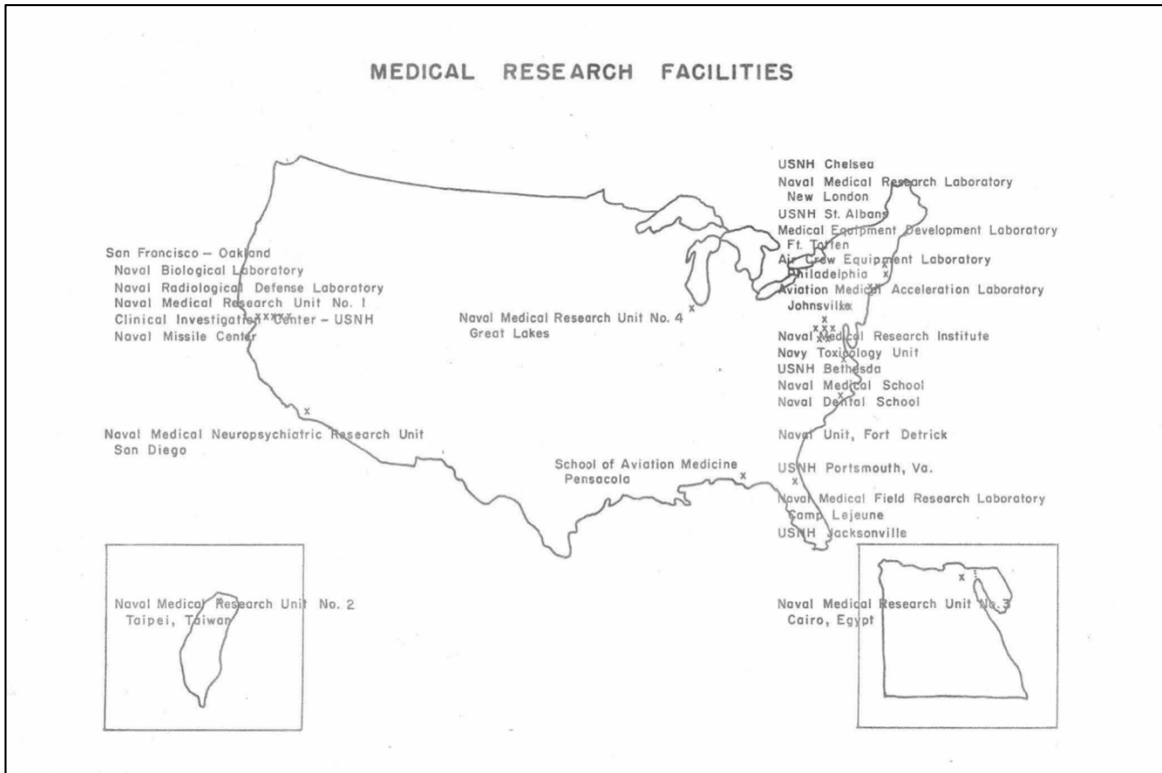 MEDICAL RESEARCH FACILITIES
San Francisco – Oakland
Naval Biological Laboratory
Naval Radiological Defense Laboratory
Naval Medical Research Unit No. 1
Clinical Investigation Center – USNH
Naval Missile Center
Naval Medical Neuropsychiatric Research Unit
San Diego
Naval Medical Research Unit No. 4
Great Lakes
School of Aviation Medicine
Pensacola
USNH Chelsea
Naval Medical Research Laboratory
New London
USNH St. Albans
Medical Equipment Development Laboratory
Ft. Totten
Air Crew Equipment Laboratory
Philadelphia
Aviation Medical Acceleration Laboratory
Johnsville
Naval Medical Research Institute
Navy Toxicology Unit
USNH Bethesda
Naval Medical School
Naval Dental School
Naval Unit, Fort Detrick
USNH Portsmouth, Va.
Naval Medical Field Research Laboratory
Camp Lejeune
USNH Jacksonville
Naval Medical Research Unit No. 2
Taipei, Taiwan
Naval Medical Research Unit No. 3
Cairo, Egypt